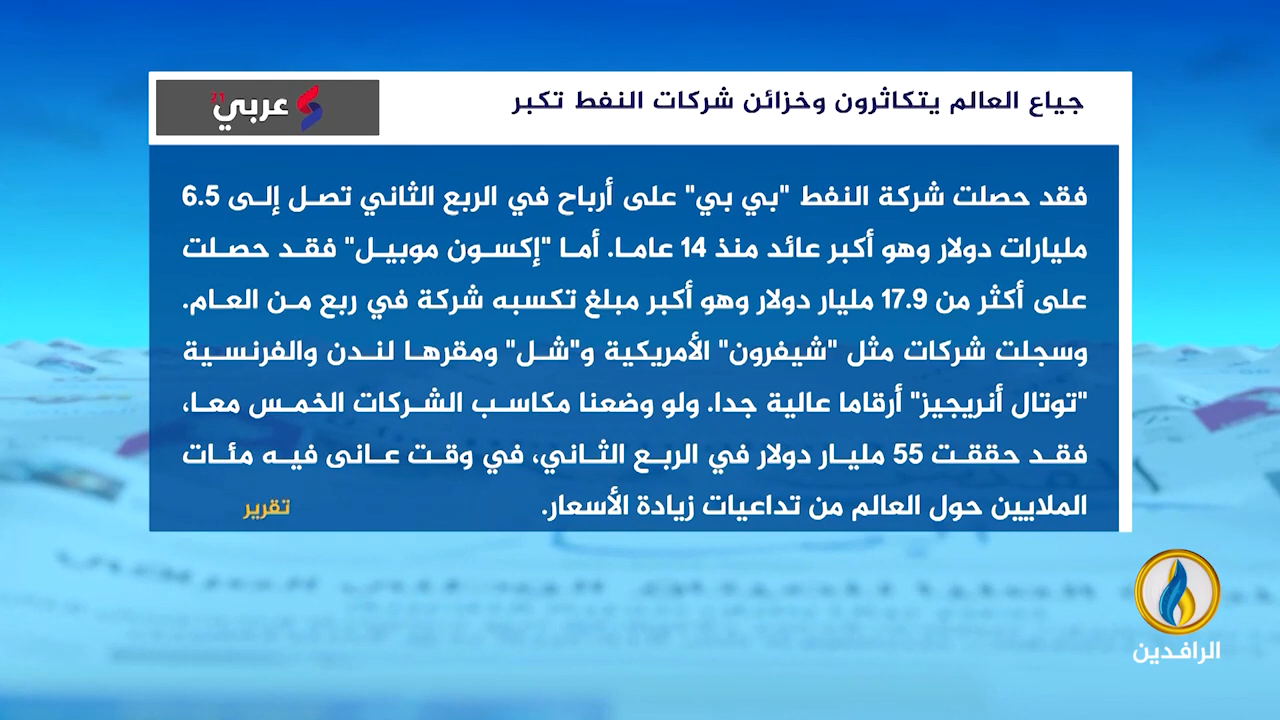 جياع العالم يتكاثرون وخزائن شركات النفط تكبر
عربي21
فقد حصلت شركة النفط "بي بي" على أرباح في الربع الثاني تصل إلى 6.5
مليارات دولار وهو أكبر عائد منذ 14 عاما. أما "إكسون موبيل" فقد حصلت
على أكثر من 17.9 مليار دولار وهو أكبر مبلغ تكسبه شركة في ربع من العام.
وسجلت شركات مثل "شيفرون" الأمريكية و"شل" ومقرها لندن والفرنسية
"توتال أنريجيز" أرقاما عالية جدا. ولو وضعنا مكاسب الشركات الخمس معا،
فقد حققت 55 مليار دولار في الربع الثاني، في وقت عانى فيه مئات
الملايين حول العالم من تداعيات زيادة الأسعار.
تقرير
الرافدين